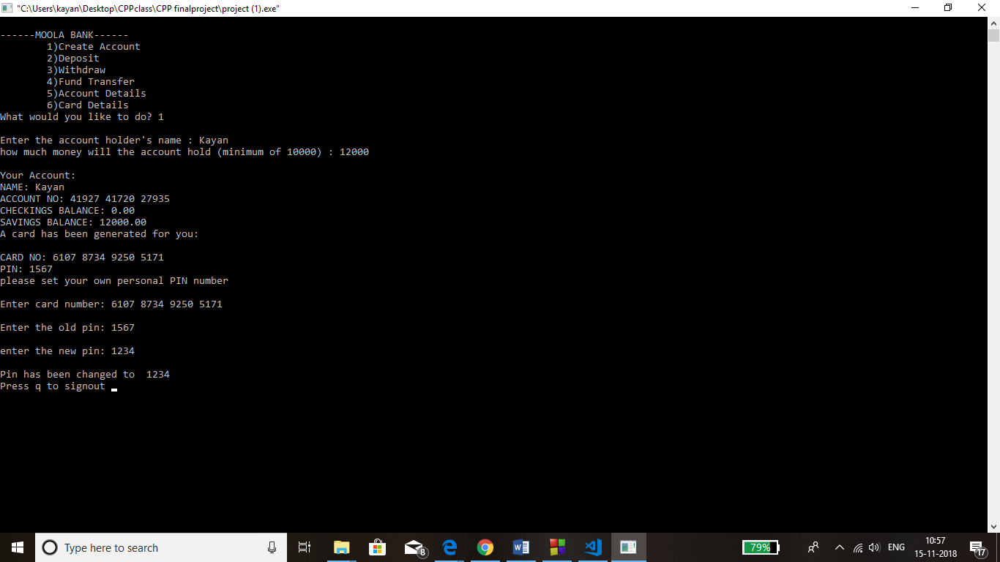 "C:\Users\kayan\Desktop\CPPclass\CPP finalproject\project (1).exe"
------MOOLA BANK------
1)Create Account
2)Deposit
3)Withdraw
4)Fund Transfer
5)Account Details
6)Card Details
What would you like to do? 1
Enter the account holder's name : Kayan
how much money will the account hold (minimum of 10000) : 12000
Your Account:
NAME: Kayan
ACCOUNT NO: 41927 41720 27935
CHECKINGS BALANCE: 0.00
SAVINGS BALANCE: 12000.00
A card has been generated for you:
CARD NO: 6107 8734 9250 5171
PIN: 1567
please set your own personal PIN number
Enter card number: 6107 8734 9250 5171
Enter the old pin: 1567
enter the new pin: 1234
Pin has been changed to  1234
Press q to signout
Type here to search
8
79%
ENG
10:57
15-11-2018
17